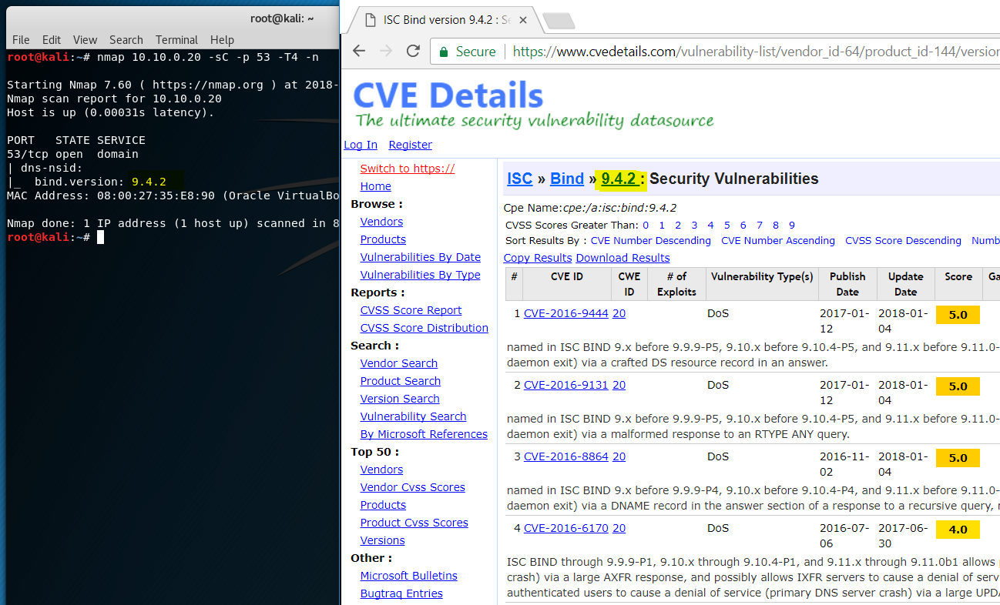 root@kali: ~
File Edit View Search Terminal Help
root@kali:~# nmap 10.10.0.20 -sC -p 53 -T4 -n
Starting Nmap 7.60 ( https://nmap.org ) at 2018-
Nmap scan report for 10.10.0.20
Host is up (0.00031s latency).
PORT STATE SERVICE
53/tcp open domain
| dns-nsid:
|_ bind.version: 9.4.2
MAC Address: 08:00:27:35:E8:90 (Oracle VirtualBo
Nmap done: 1 IP address (1 host up) scanned in 8
root@kali:~#
ISC Bind version 9.4.2 : Se
Secure https://www.cvedetails.com/vulnerability-list/vendor_id-64/product_id-144/version
CVE Details
The ultimate security vulnerability datasource
Log In Register
Switch to https://
Home
Browse :
Vendors
Products
Vulnerabilities By Date
Vulnerabilities By Type
Reports :
CVSS Score Report
CVSS Score Distribution
Search :
Vendor Search
Product Search
Version Search
Vulnerability Search
By Microsoft References
Top 50 :
Vendors
Vendor Cvss Scores
Products
Product Cvss Scores
Versions
Other :
Microsoft Bulletins
Bugtraq Entries
ISC » Bind » 9.4.2 : Security Vulnerabilities
Cpe Name:cpe:/a:isc:bind:9.4.2
CVSS Scores Greater Than: 0 1 2 3 4 5 6 7 8 9
Sort Results By : CVE Number Descending CVE Number Ascending CVSS Score Descending Numb
Copy Results Download Results
# CVE ID CWE ID # of Exploits Vulnerability Type(s) Publish Date Update Date Score Ga
1 CVE-2016-9444 20 DoS 2017-01-12 2018-01-04 5.0
named in ISC BIND 9.x before 9.9.9-P5, 9.10.x before 9.10.4-P5, and 9.11.x before 9.11.0-
daemon exit) via a crafted DS resource record in an answer.
2 CVE-2016-9131 20 DoS 2017-01-12 2018-01-04 5.0
named in ISC BIND 9.x before 9.9.9-P5, 9.10.x before 9.10.4-P5, and 9.11.x before 9.11.0-
daemon exit) via a malformed response to an RTYPE ANY query.
3 CVE-2016-8864 20 DoS 2016-11-02 2018-01-04 5.0
named in ISC BIND 9.x before 9.9.9-P4, 9.10.x before 9.10.4-P4, and 9.11.x before 9.11.0-
daemon exit) via a DNAME record in the answer section of a response to a recursive query, r
4 CVE-2016-6170 20 DoS 2016-07-06 2017-06-30 4.0
ISC BIND through 9.9.9-P1, 9.10.x through 9.10.4-P1, and 9.11.x through 9.11.0b1 allows
crash) via a large AXFR response, and possibly allows IXFR servers to cause a denial of serv
authenticated users to cause a denial of service (primary DNS server crash) via a large UPDA